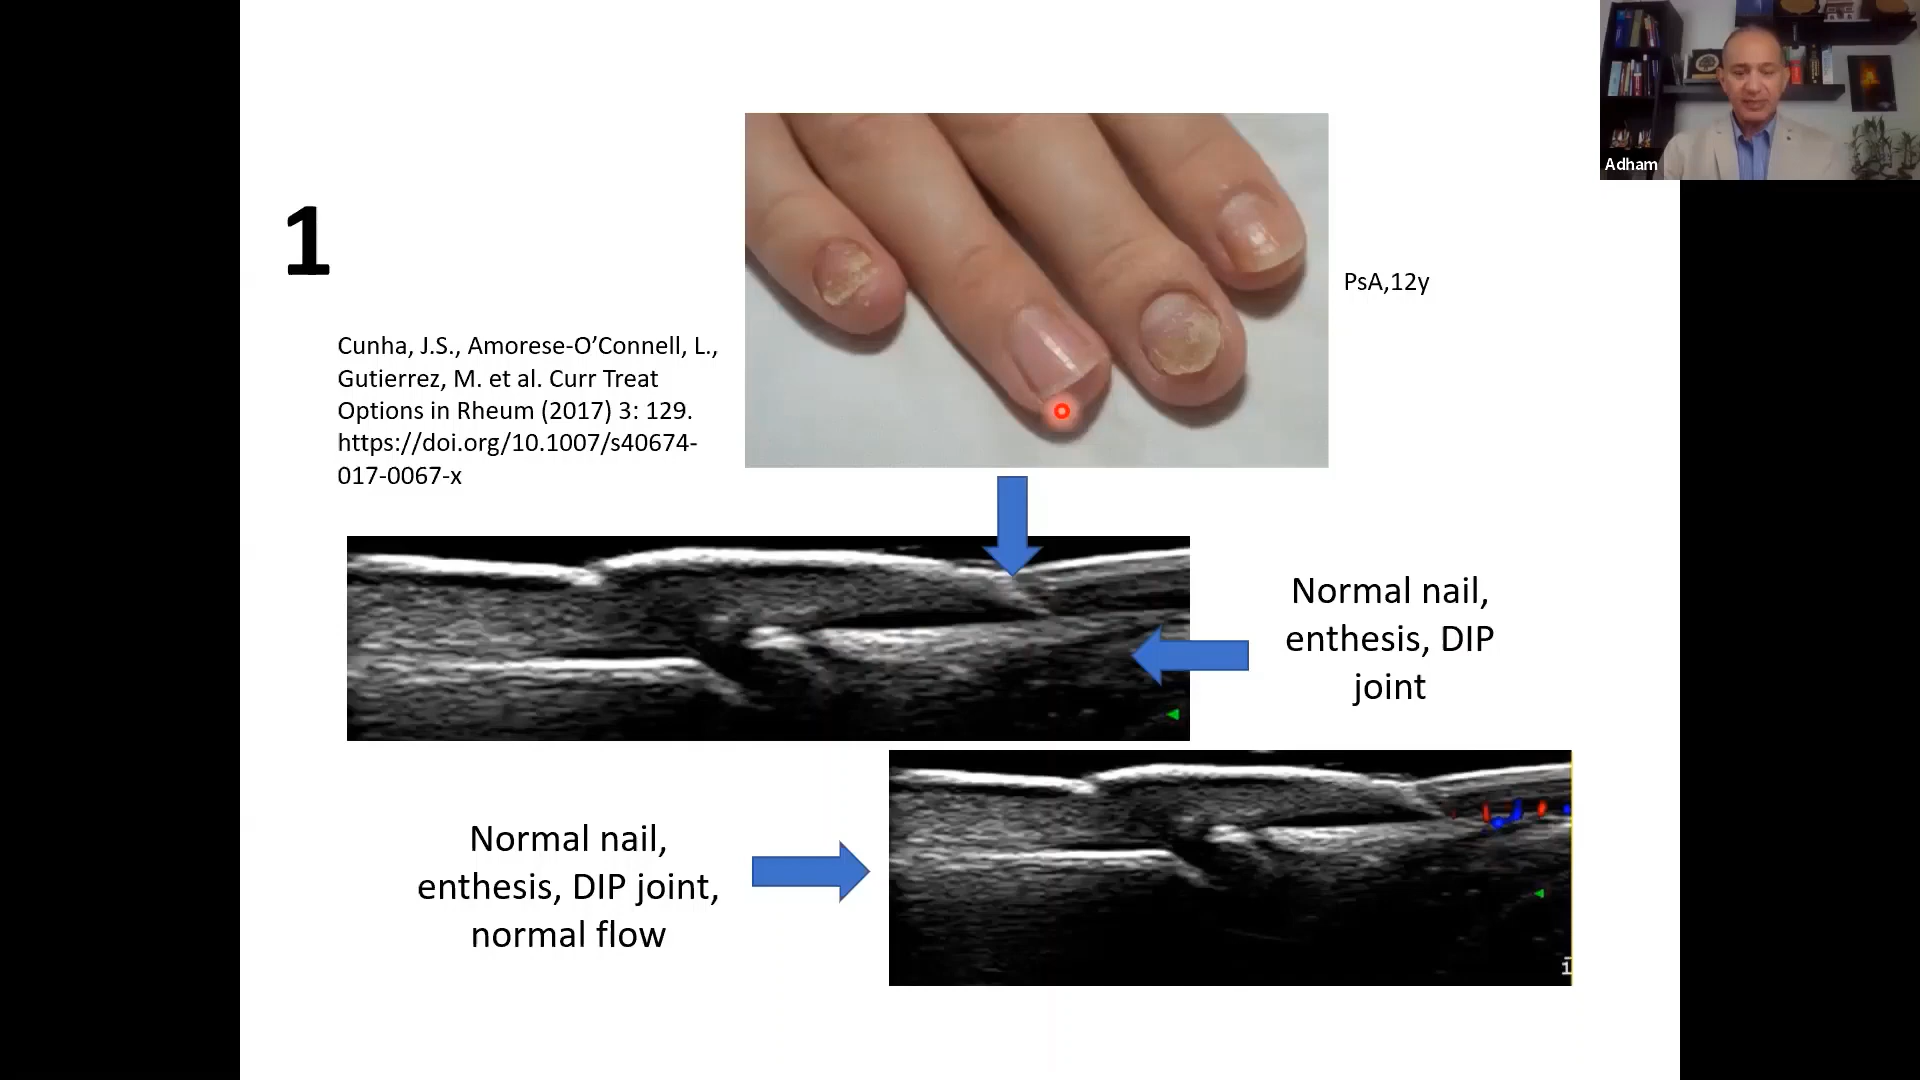 Adham
1
PsA,12y
Cunha, J.S., Amorese-O’Connell, L.,
Gutierrez, M. et al. Curr Treat
Options in Rheum (2017) 3: 129.
https://doi.org/10.1007/s40674-
017-0067-x
Normal nail,
enthesis, DIP
joint
Normal nail,
enthesis, DIP joint,
normal flow
1